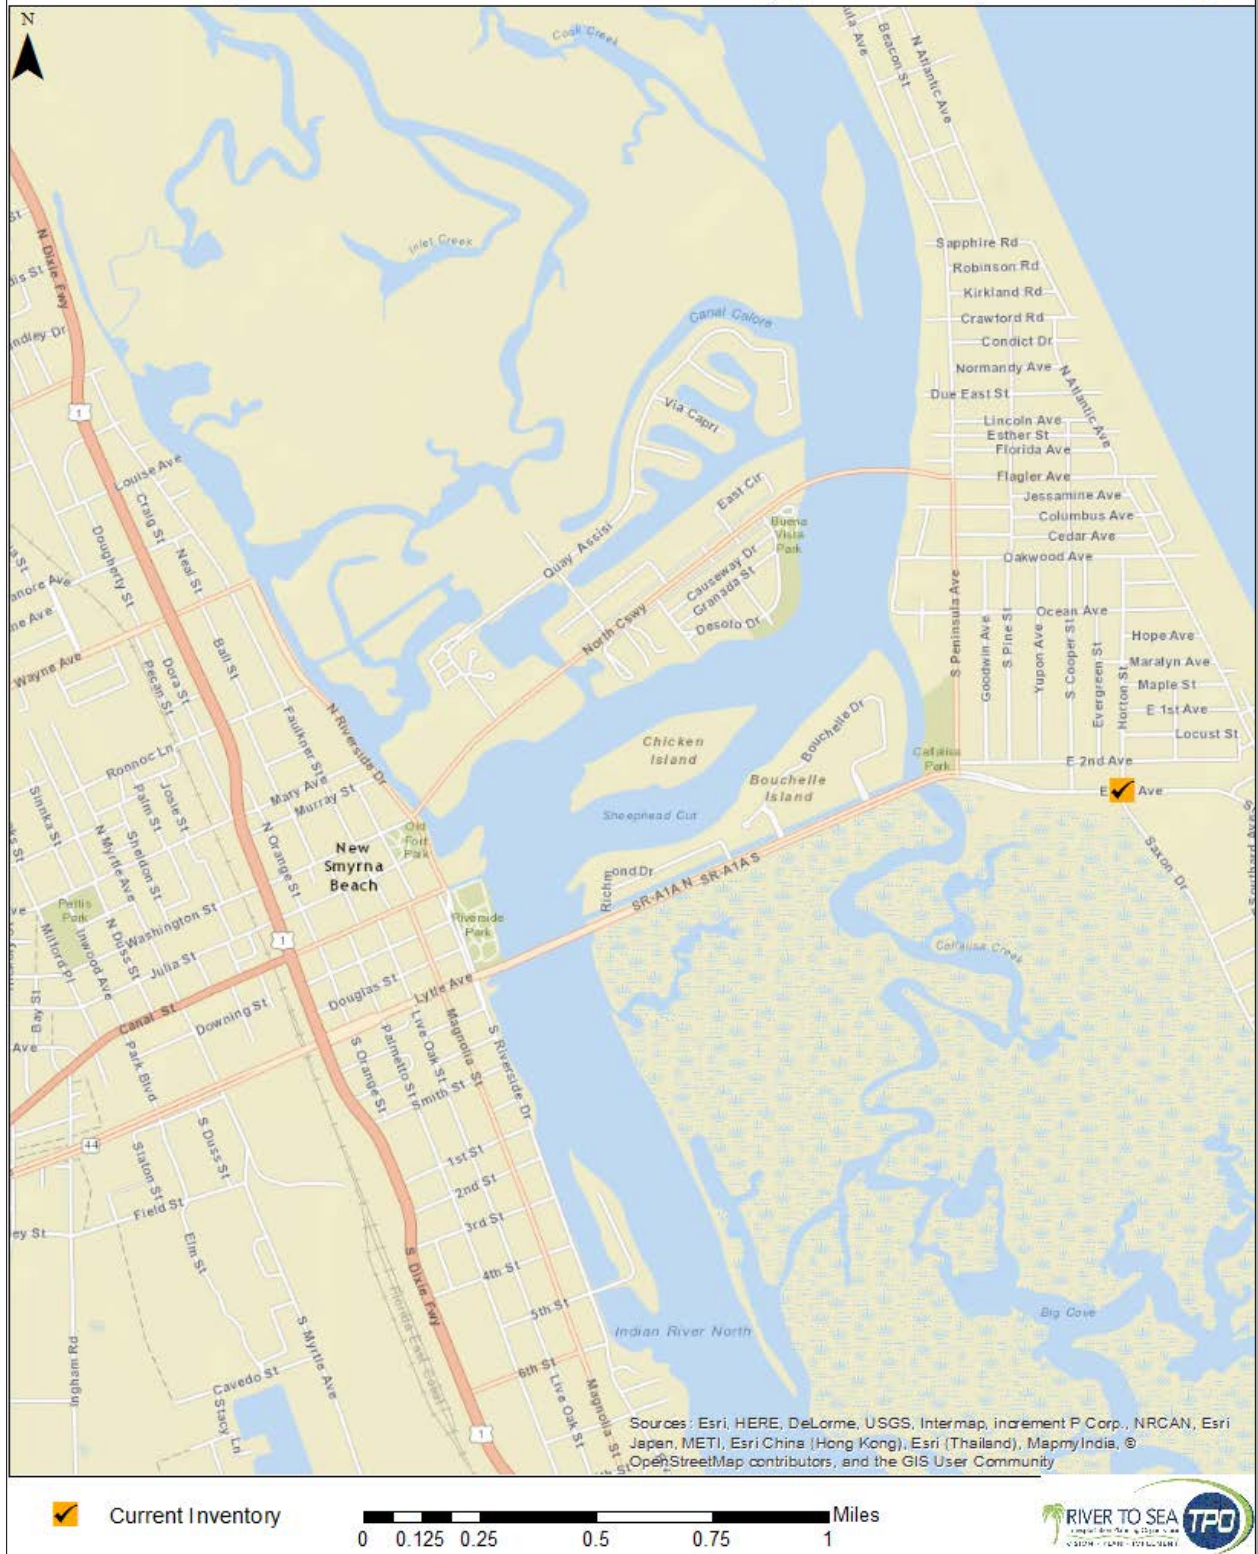 N
Cook Creek
Beacon St
N Atlantic Ave
Inlet Creek
N Dixie Fwy
Sapphire Rd
Robinson Rd
Kirkland Rd
Crawford Rd
Condict Dr
Normandy Ave
N Atlantic Ave
Due East St
Lincoln Ave
Esther St
Florida Ave
Flagler Ave
Jessamine Ave
Columbus Ave
Cedar Ave
Oakwood Ave
Canal Calore
Via Capri
1
Louise Ave
Craig St
Neal St
Dougherty St
East Cir
Quay Assisi
Buena
Vista
Park
Causeway Dr
Granada St
Desoto Dr
North Cswy
S Peninsula Ave
Goodwin Ave
S Pine St
Yupon Ave
S Cooper St
Evergreen St
Horton St
Ocean Ave
Hope Ave
Maralyn Ave
Maple St
E 1st Ave
Locust St
E 2nd Ave
E
Ave
Wayne Ave
Ball St
Dora St
Pecan St
Faulkner St
N Riverside Dr
Ronnoc Ln
Mary Ave
Murray St
Josie St
Palm St
Sheldon St
Sinnka St
N Myrtle Ave
N Orange St
Chicken
Island
Bouchelle Dr
Bouchelle
Island
Callalisa
Park
Sheephead Cut
Old
Fort
Park
New
Smyrna
Beach
Richm
ond Dr
SR-A1A N
SR-A1A S
Saxon Dr
Pettis
Park
Riverside
Park
Washington St
N Duss St
Inwood Ave
Milford Pl
Julia St
1
Bay St
Ave
Canal St
Downing St
Douglas St
Lytle Ave
Callalisa Creek
Park Blvd
S Orange St
Palmetto St
Live Oak St
Magnolia St
S Riverside Dr
Smith St
44
S Duss St
Staton St
Field St
ey St
Elm St
1st St
2nd St
3rd St
4th St
5th St
6th St
S Dixie Fwy
Indian River North
Big Cove
Ingham Rd
S Myrtle Ave
Cavedo St
Stacy Ln
Live Oak St
Magnolia St
1
Sources: Esri, HERE, DeLorme, USGS, Intermap, increment P Corp., NRCAN, Esri
Japan, METI, Esri China (Hong Kong), Esri (Thailand), MapmyIndia, ©
OpenStreetMap contributors, and the GIS User Community
Current Inventory
Miles
0 0.125 0.25 0.5 0.75 1
RIVER TO SEA
TPO
VISION - PLAN - IMPLEMENT